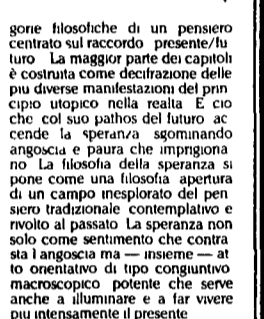 gorie filosofiche di un pensiero
centrato sul raccordo presente/fu
turo La maggior parte dei capitoli
è costruita come decifrazione delle
piu diverse manifestazioni del prin
cipio utopico nella realta E cio
che col suo pathos del futuro ac
cende la speranza sgominando
angoscia e paura che imprigiona
no La filosofia della speranza si
pone come una filosofia apertura
di un campo inesplorato del pen
siero tradizionale contemplativo e
rivolto al passato La speranza non
solo come sentimento che contra
sta l angoscia ma — insieme — at
to orientativo di tipo congiuntivo
macroscopico potente che serve
anche a illuminare e a far vivere
piu intensamente il presente